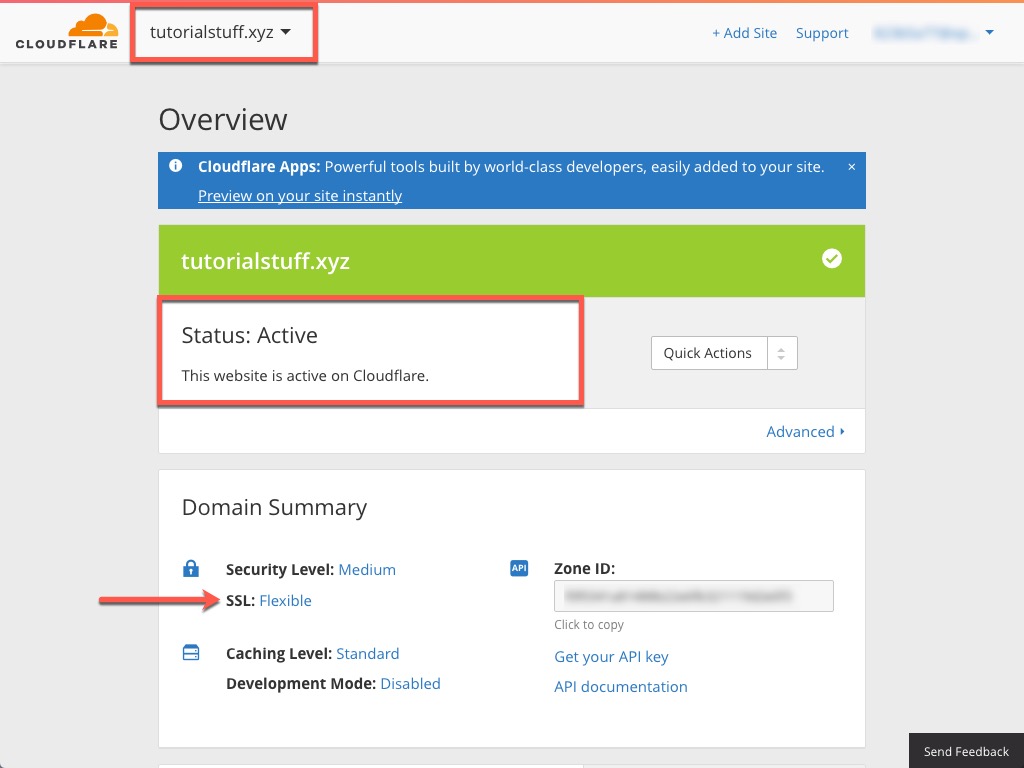 CLOUDFLARE
tutorialstuff.xyz
+ Add Site
Support
Overview
Cloudflare Apps: Powerful tools built by world-class developers, easily added to your site.
×
Preview on your site instantly
tutorialstuff.xyz
Status: Active
This website is active on Cloudflare.
Quick Actions
Advanced
Domain Summary
Security Level: Medium
SSL: Flexible
Caching Level: Standard
Development Mode: Disabled
API
Zone ID:
Click to copy
Get your API key
API documentation
Send Feedback